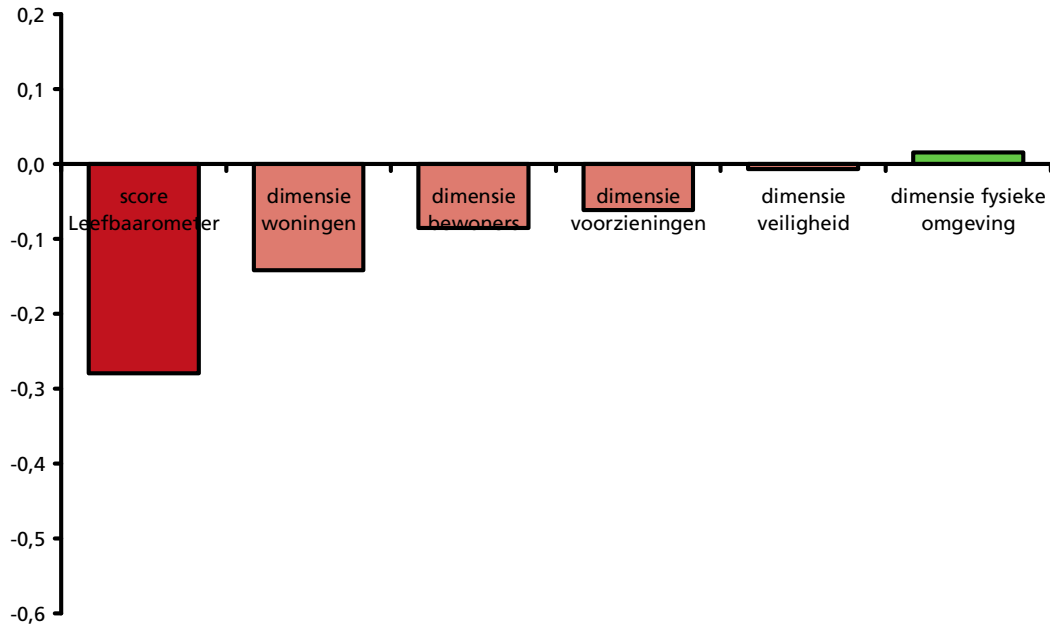 0,2
0,1
0,0
-0,1
-0,2
-0,3
-0,4
-0,5
-0,6
score
Leefbaarometer
dimensie
woningen
dimensie
bewoners
dimensie
voorzieningen
dimensie
veiligheid
dimensie fysieke
omgeving